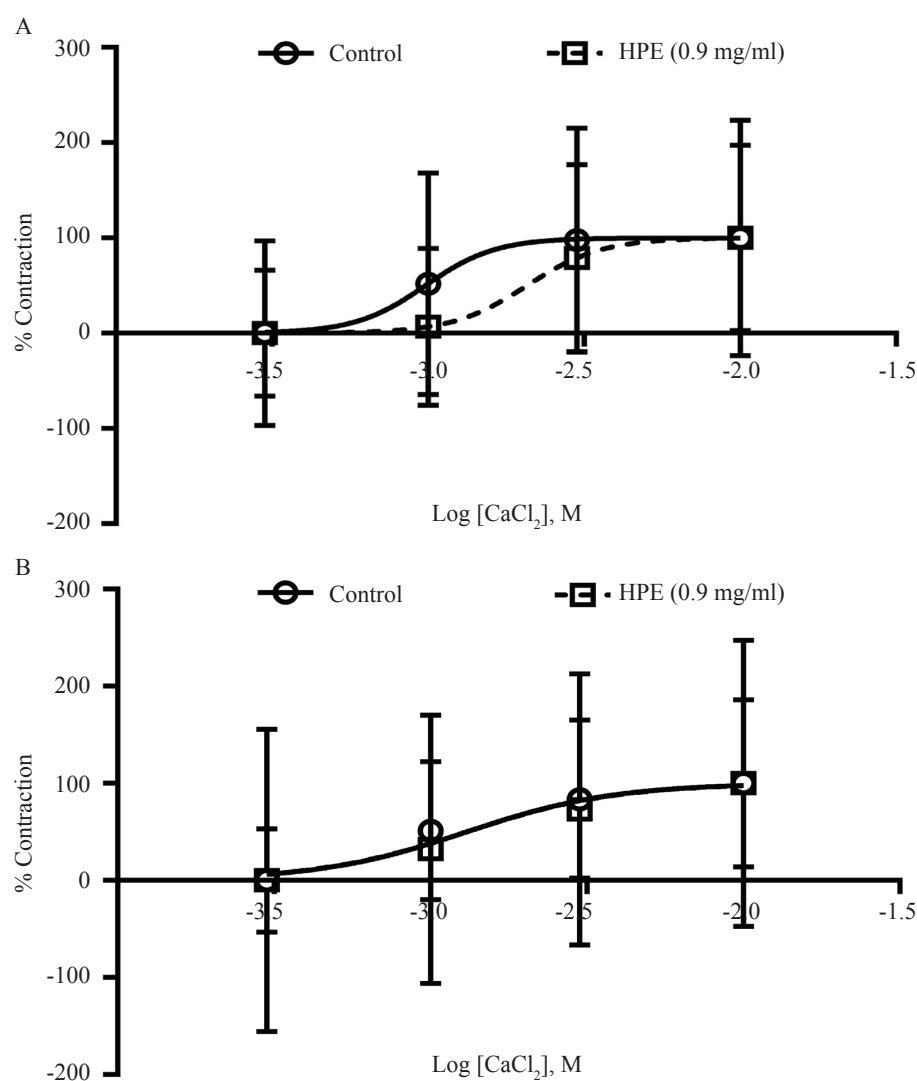 A
300
Control
HPE (0.9 mg/ml)
200
100
0
-100
-200
% Contraction
-3.5
-3.0
-2.5
-2.0
-1.5
Log [CaCl₂], M
B
300
Control
HPE (0.9 mg/ml)
200
100
0
-100
-200
% Contraction
-3.5
-3.0
-2.5
-2.0
-1.5
Log [CaCl₂], M